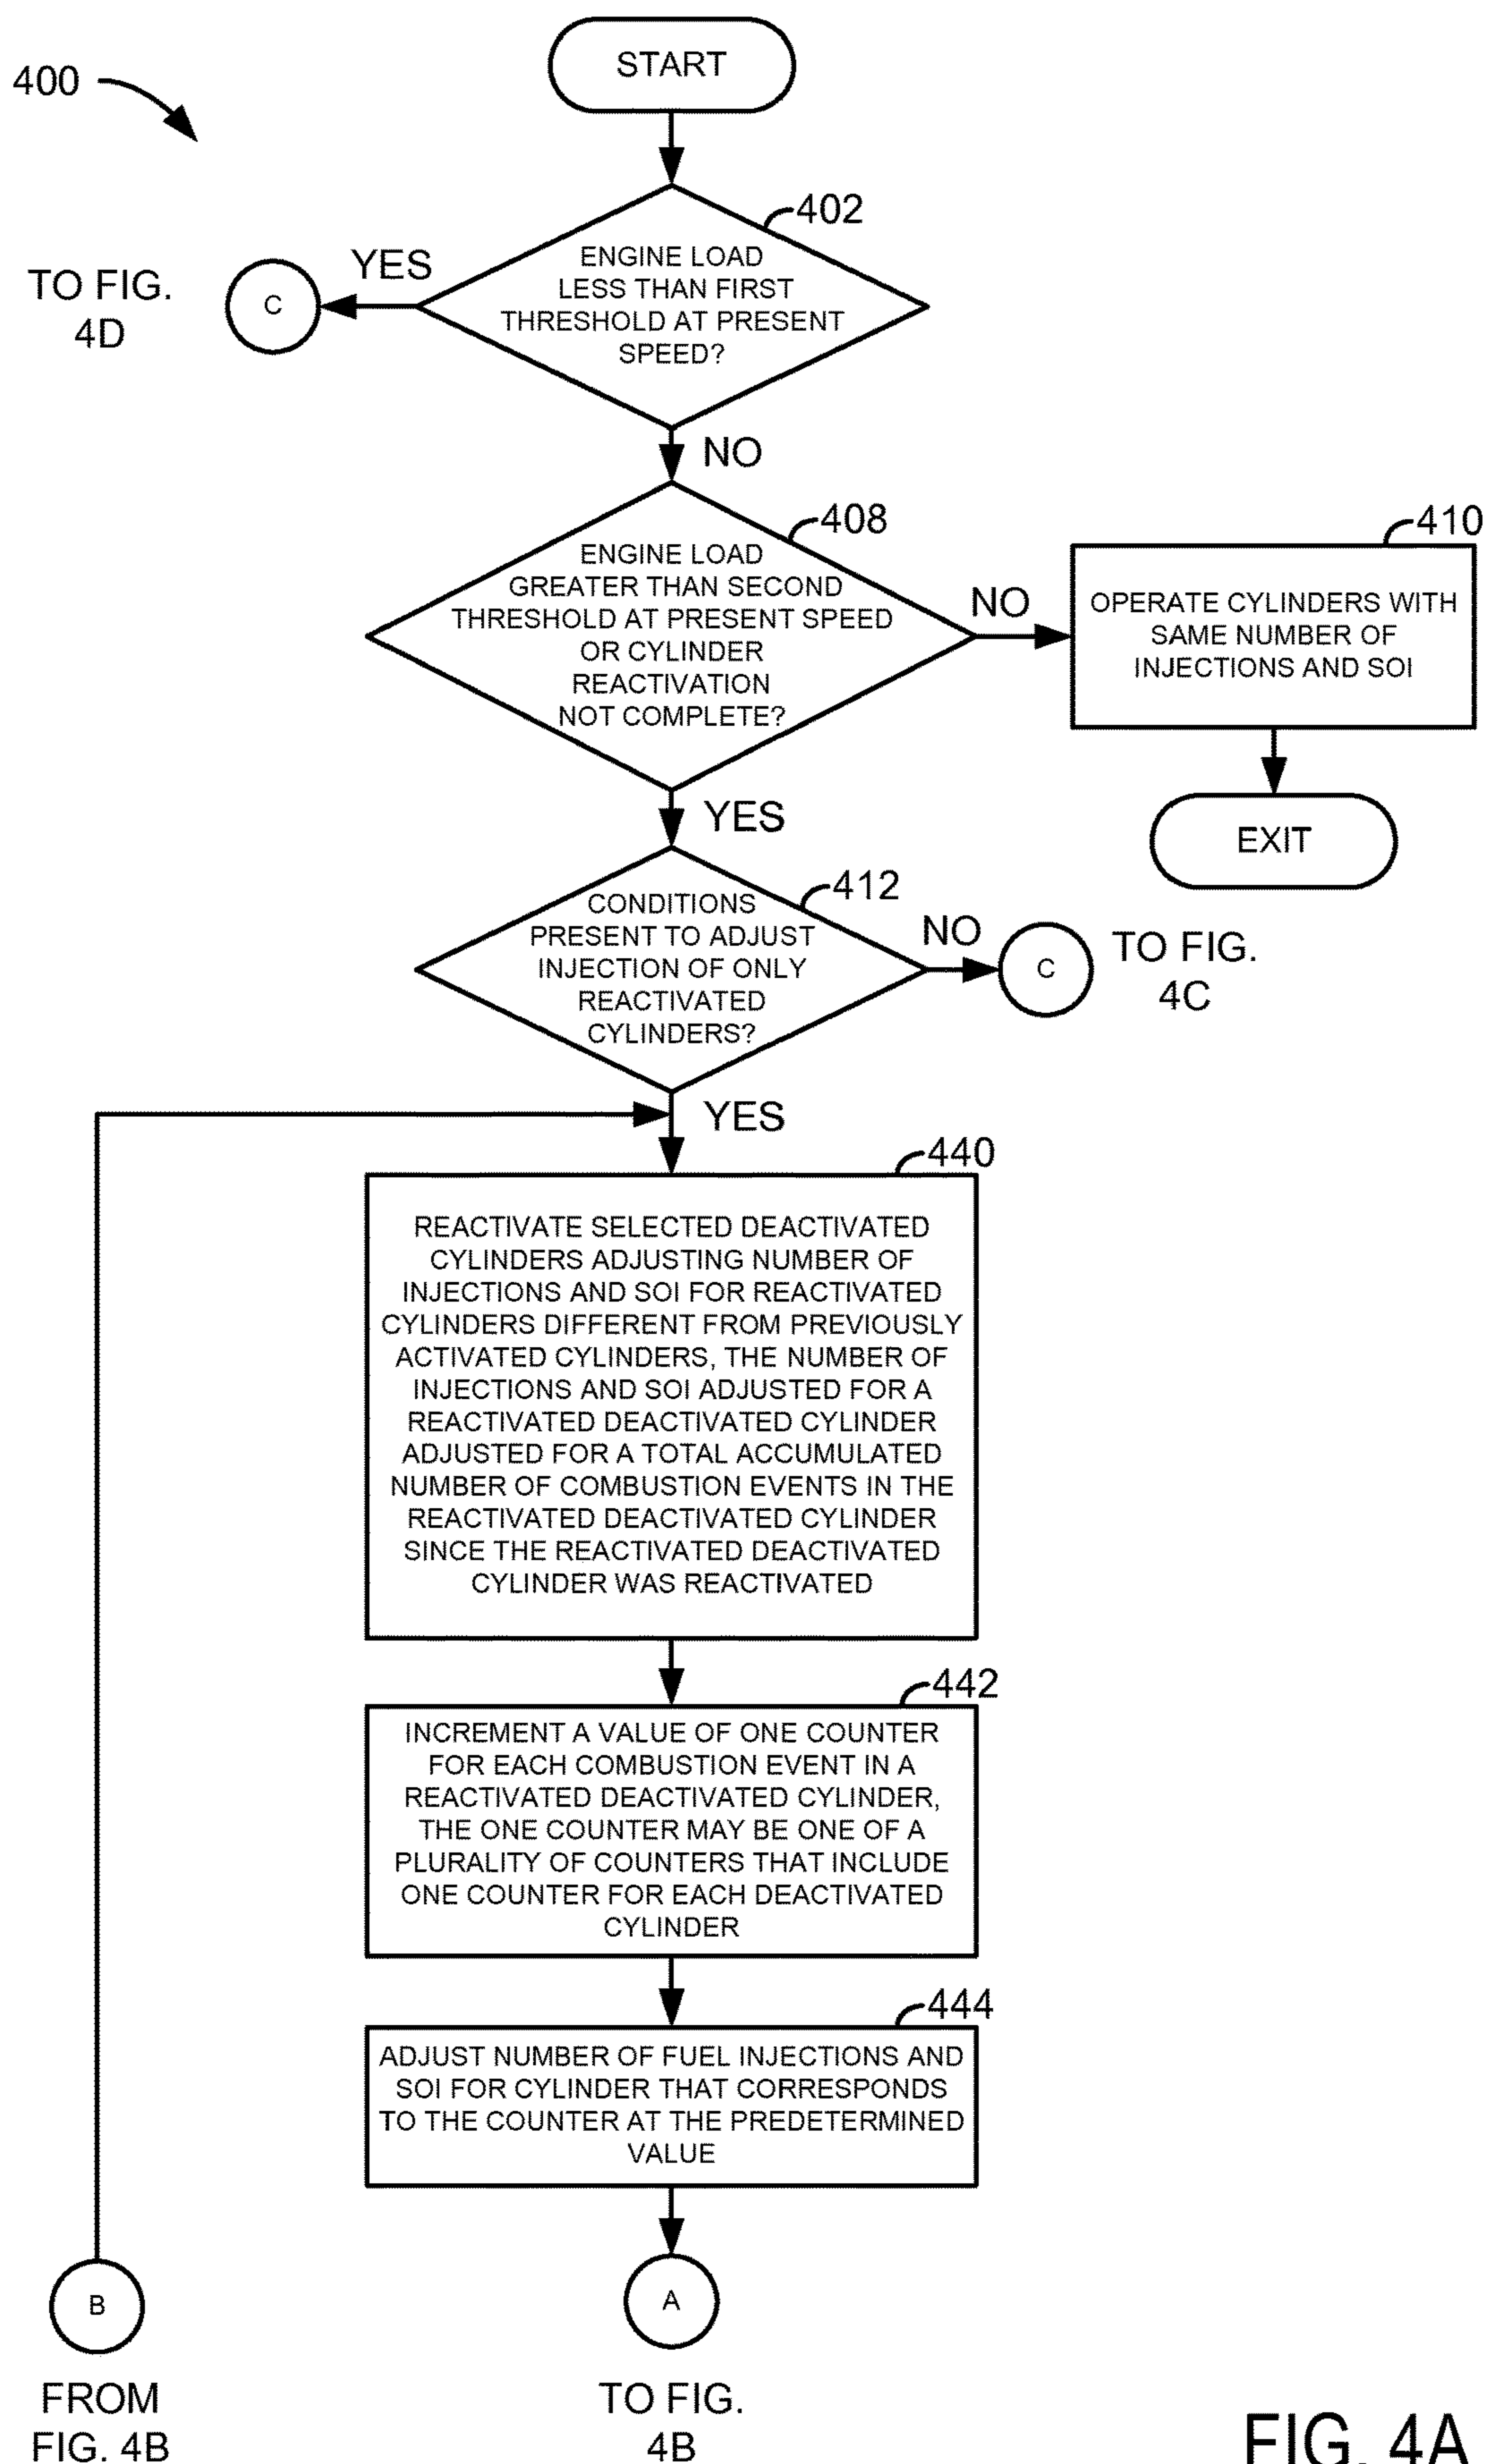 START
400
402
ENGINE LOAD
LESS THAN FIRST
THRESHOLD AT PRESENT
SPEED?
YES
C
TO FIG.
4D
NO
408
ENGINE LOAD
GREATER THAN SECOND
THRESHOLD AT PRESENT SPEED
OR CYLINDER
REACTIVATION
NOT COMPLETE?
NO
410
OPERATE CYLINDERS WITH
SAME NUMBER OF
INJECTIONS AND SOI
EXIT
YES
412
CONDITIONS
PRESENT TO ADJUST
INJECTION OF ONLY
REACTIVATED
CYLINDERS?
NO
C
TO FIG.
4C
YES
440
REACTIVATE SELECTED DEACTIVATED
CYLINDERS ADJUSTING NUMBER OF
INJECTIONS AND SOI FOR REACTIVATED
CYLINDERS DIFFERENT FROM PREVIOUSLY
ACTIVATED CYLINDERS, THE NUMBER OF
INJECTIONS AND SOI ADJUSTED FOR A
REACTIVATED DEACTIVATED CYLINDER
ADJUSTED FOR A TOTAL ACCUMULATED
NUMBER OF COMBUSTION EVENTS IN THE
REACTIVATED DEACTIVATED CYLINDER
SINCE THE REACTIVATED DEACTIVATED
CYLINDER WAS REACTIVATED
442
INCREMENT A VALUE OF ONE COUNTER
FOR EACH COMBUSTION EVENT IN A
REACTIVATED DEACTIVATED CYLINDER,
THE ONE COUNTER MAY BE ONE OF A
PLURALITY OF COUNTERS THAT INCLUDE
ONE COUNTER FOR EACH DEACTIVATED
CYLINDER
444
ADJUST NUMBER OF FUEL INJECTIONS AND
SOI FOR CYLINDER THAT CORRESPONDS
TO THE COUNTER AT THE PREDETERMINED
VALUE
B
FROM
FIG. 4B
A
TO FIG.
4B
FIG. 4A